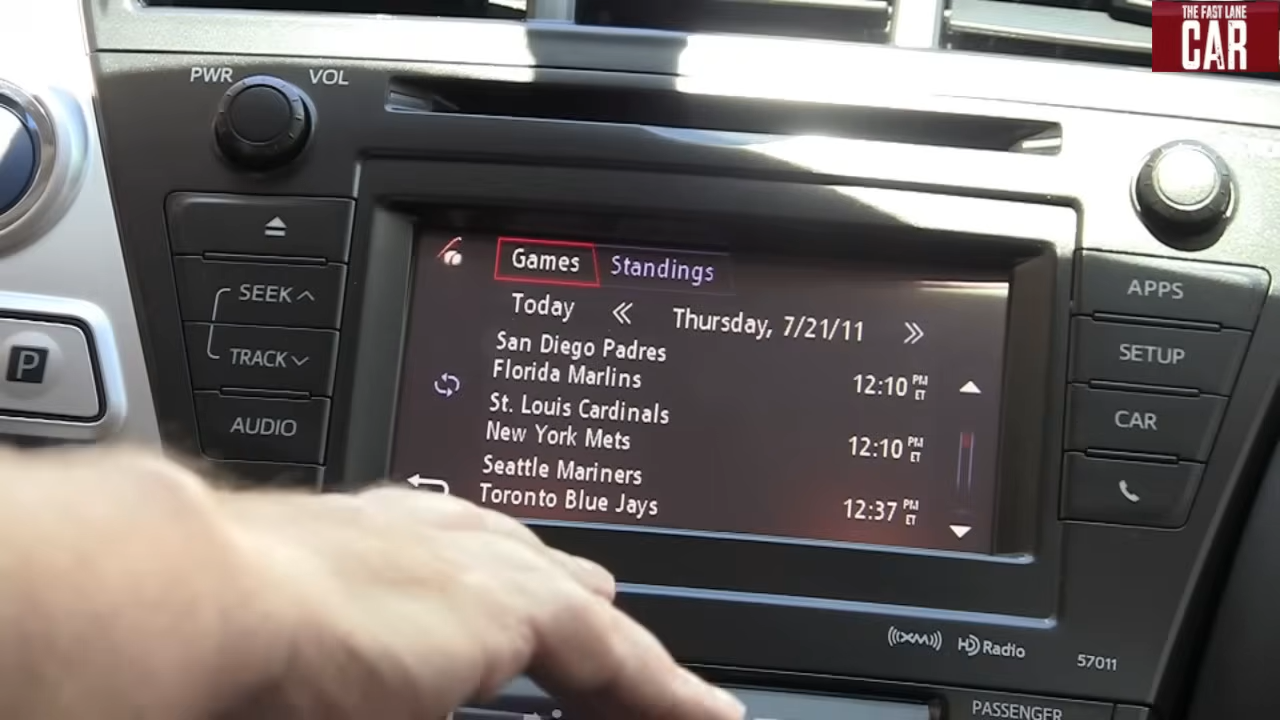 THE FAST LANE
CAR
PWR
VOL
SEEK
TRACK
AUDIO
P
Games
Standings
Today
Thursday, 7/21/11
San Diego Padres
Florida Marlins
12:10 PM ET
St. Louis Cardinals
New York Mets
12:10 PM ET
Seattle Mariners
Toronto Blue Jays
12:37 PM ET
APPS
SETUP
CAR
XM
HD Radio
57011
PASSENGER